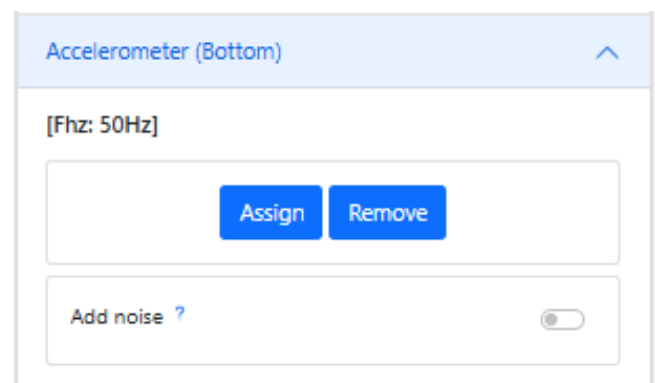 Accelerometer (Bottom)
[Fhz: 50Hz]
Assign Remove
Add noise ?